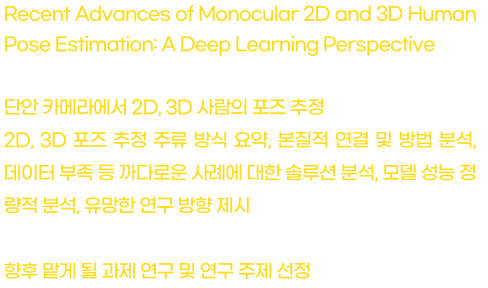 Recent Advances of Monocular 2D and 3D Human
Pose Estimation: A Deep Learning Perspective
단안 카메라에서 2D, 3D 사람의 포즈 추정
2D, 3D 포즈 추정 주류 방식 요약, 본질적 연결 및 방법 분석,
데이터 부족 등 까다로운 사례에 대한 솔루션 분석, 모델 성능 정
량적 분석, 유망한 연구 방향 제시
향후 맡게 될 과제 연구 및 연구 주제 선정